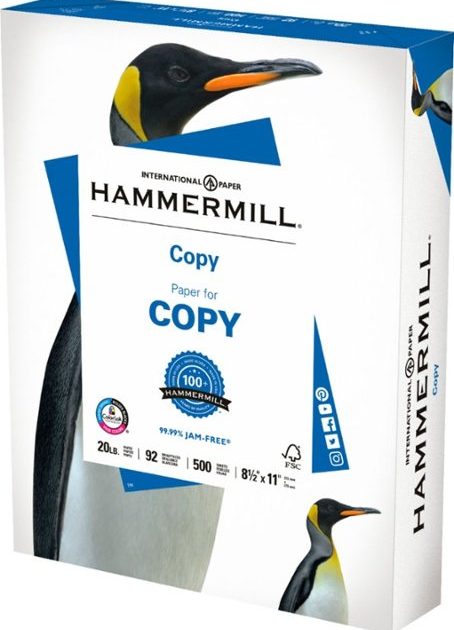 INTERNATIONAL PAPER
HAMMERMILL
Copy
Paper for
COPY
100+
HAMMERMILL
99.99% JAM-FREE®
ColorLok
20LB. 92 500 8½" x 11"
FSC
INTERNATIONAL PAPER
HAMMERMILL
Copy